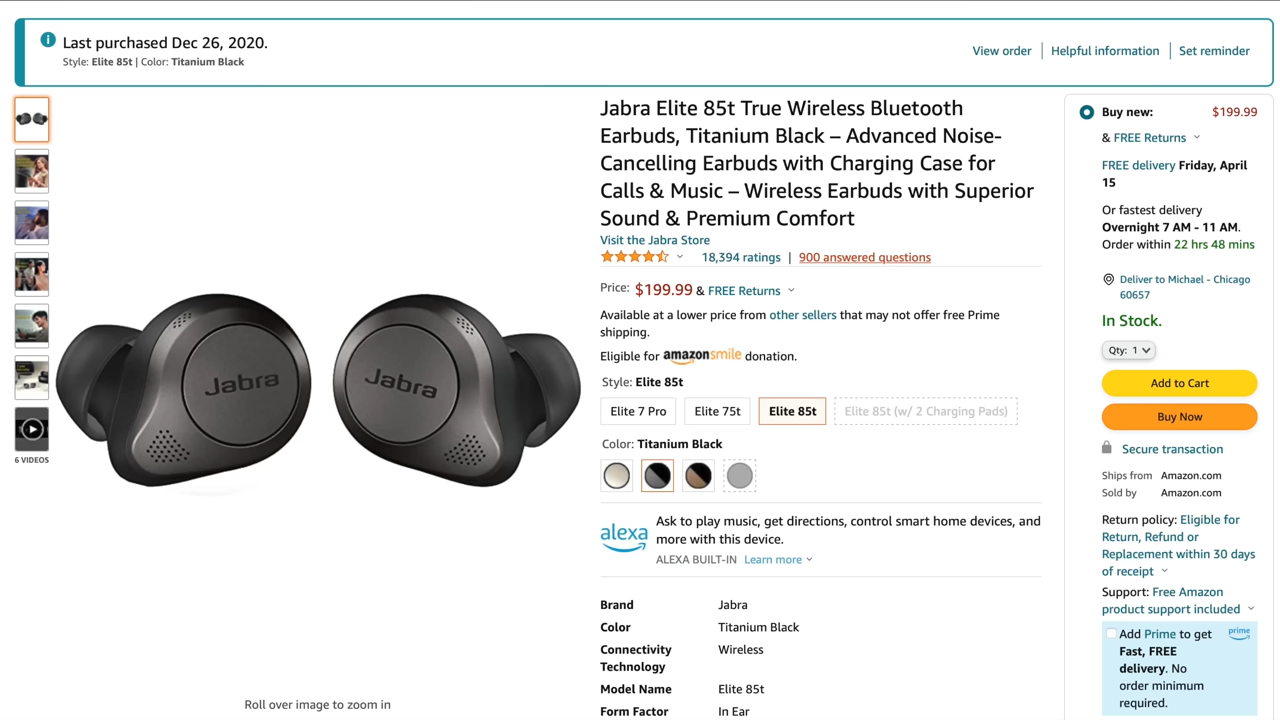 Last purchased Dec 26, 2020.
Style: Elite 85t | Color: Titanium Black
View order
Helpful information
Set reminder
6 VIDEOS
Jabra
Jabra
Roll over image to zoom in
Jabra Elite 85t True Wireless Bluetooth
Earbuds, Titanium Black – Advanced Noise-
Cancelling Earbuds with Charging Case for
Calls & Music – Wireless Earbuds with Superior
Sound & Premium Comfort
Visit the Jabra Store
18,394 ratings | 900 answered questions
Price: $199.99 & FREE Returns
Available at a lower price from other sellers that may not offer free Prime
shipping.
Eligible for amazonsmile donation.
Style: Elite 85t
Elite 7 Pro
Elite 75t
Elite 85t
Elite 85t (w/ 2 Charging Pads)
Color: Titanium Black
alexa
Ask to play music, get directions, control smart home devices, and
more with this device.
ALEXA BUILT-IN Learn more
Brand Jabra
Color Titanium Black
Connectivity Wireless
Technology
Model Name Elite 85t
Form Factor In Ear
Buy new: $199.99
& FREE Returns
FREE delivery Friday, April
15
Or fastest delivery
Overnight 7 AM - 11 AM.
Order within 22 hrs 48 mins
Deliver to Michael - Chicago
60657
In Stock.
Qty: 1
Add to Cart
Buy Now
Secure transaction
Ships from Amazon.com
Sold by Amazon.com
Return policy: Eligible for
Return, Refund or
Replacement within 30 days
of receipt
Support: Free Amazon
product support included
Add Prime to get
prime
Fast, FREE
delivery. No
order minimum
required.